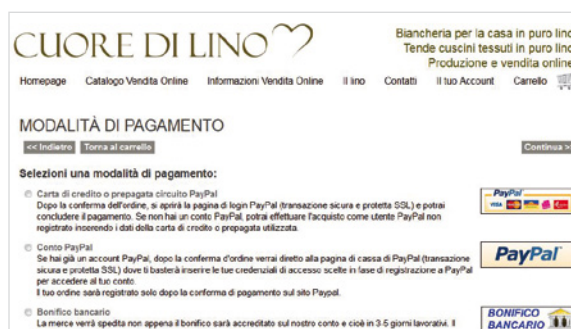 CUORE DI LINO
Biancheria per la casa in puro lino
Tende cuscini tessuti in puro lino
Produzione e vendita online
Homepage Catalogo Vendita Online Informazioni Vendita Online Il lino Contatti Il tuo Account Carrello
MODALITÀ DI PAGAMENTO
<< Indietro Torna al carrello Continua >
Selezioni una modalità di pagamento:
Carta di credito o prepagata circuito PayPal
Dopo la conferma dell'ordine, si aprirà la pagina di login PayPal (transazione sicura e protetta SSL) e potrai
concludere il pagamento. Se non hai un conto PayPal, potrai effettuare l'acquisto come utente PayPal non
registrato inserendo i dati della carta di credito o prepagata utilizzata.
PayPal
VISA
Conto PayPal
Se hai già un account PayPal, dopo la conferma d'ordine verrai diretto alla pagina di cassa di PayPal (transazione
sicura e protetta SSL) dove ti basterà inserire le tue credenziali di accesso scelte in fase di registrazione a PayPal
per accedere al tuo conto.
Il tuo ordine sarà registrato solo dopo la conferma di pagamento sul sito Paypal.
PayPal
Bonifico bancario
La merce verrà spedita non appena il bonifico sarà accreditato sul nostro conto e cioè in 3-5 giorni lavorativi. Il
BONIFICO
BANCARIO